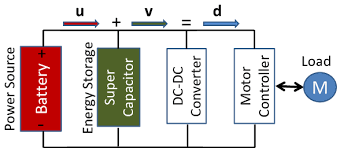 u + v = d
Power Source
+
Battery
-
Energy Storage
Super
Capacitor
DC-DC
Converter
Motor
Controller
Load
M